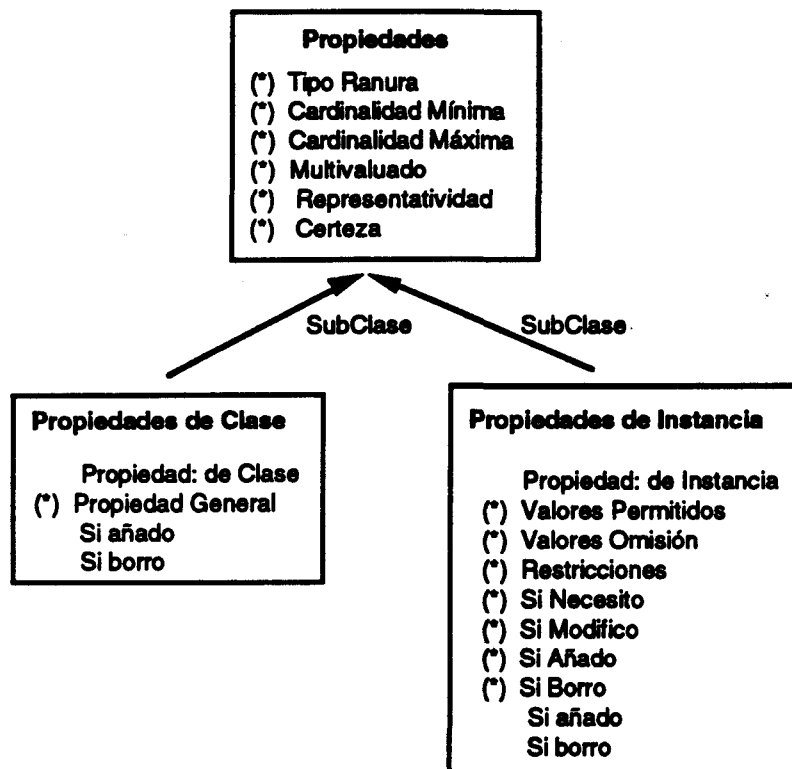 Propiedades
(*) Tipo Ranura
(*) Cardinalidad Mínima
(*) Cardinalidad Máxima
(*) Multivaluado
(*) Representatividad
(*) Certeza
SubClase
SubClase
Propiedades de Clase
Propiedad: de Clase
(*) Propiedad General
Si añado
Si borro
Propiedades de Instancia
Propiedad: de Instancia
(*) Valores Permitidos
(*) Valores Omisión
(*) Restricciones
(*) Si Necesito
(*) Si Modifico
(*) Si Añado
(*) Si Borro
Si añado
Si borro